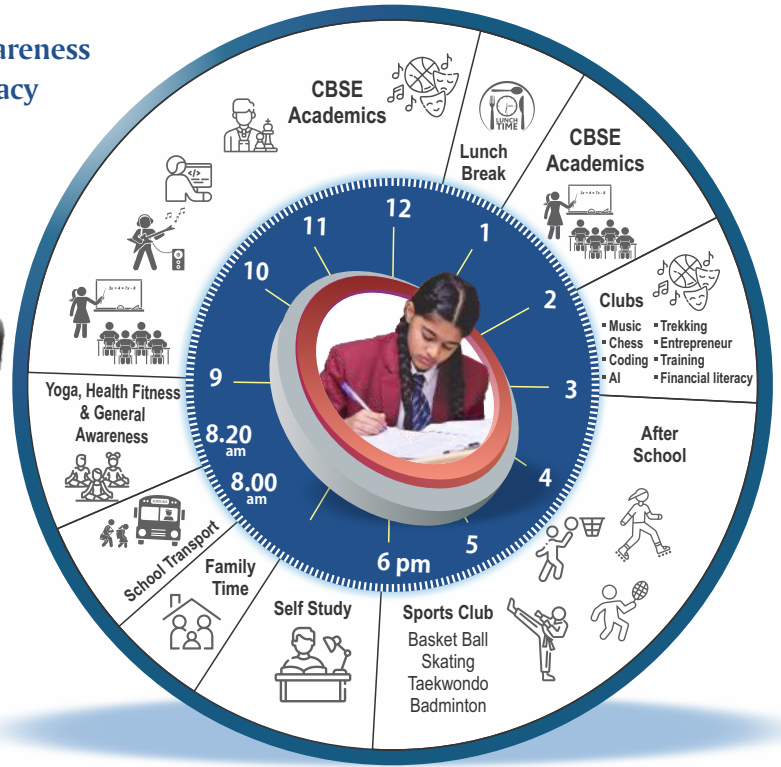 areness
acy
CBSE
Academics
LUNCH
TIME
Lunch
Break
CBSE
Academics
Clubs
▪ Music ▪ Trekking
▪ Chess ▪ Entrepreneur
▪ Coding ▪ Training
▪ AI ▪ Financial literacy
After
School
Sports Club
Basket Ball
Skating
Taekwondo
Badminton
Self Study
Family
Time
School Transport
Yoga, Health Fitness
& General
Awareness
12
1
2
3
4
5
6 pm
8.00
am
8.20
am
9
10
11